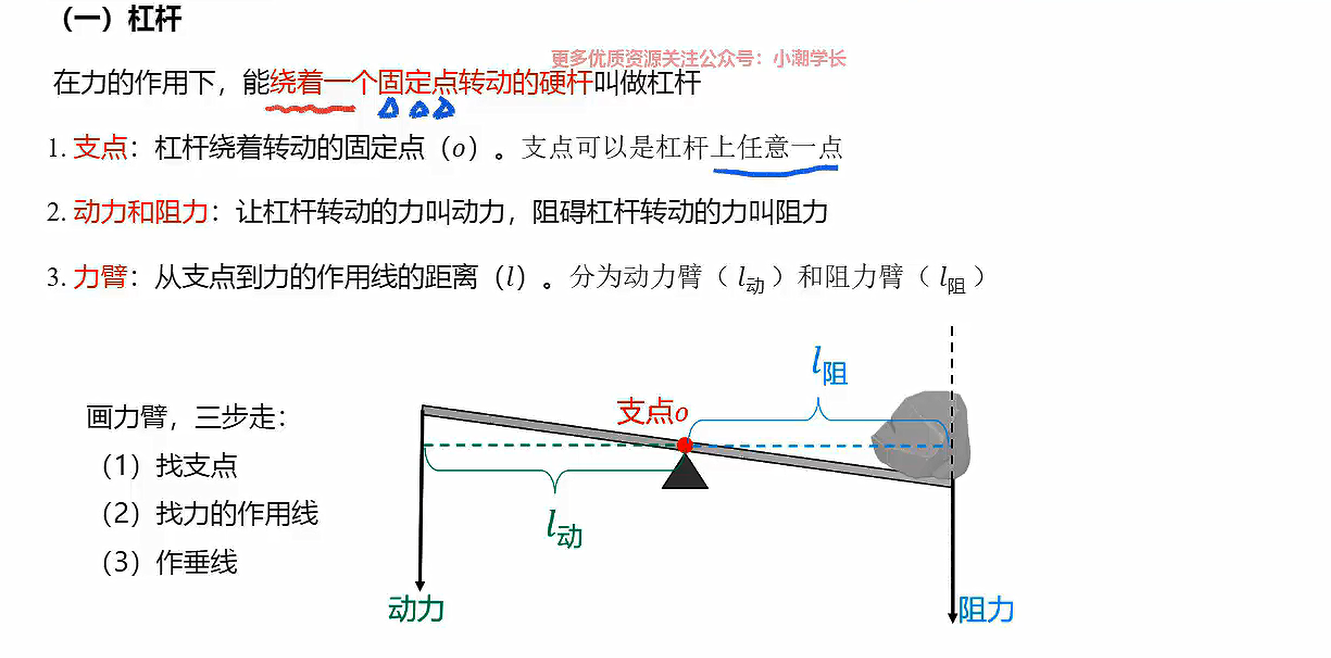 （一）杠杆
更多优质资源关注公众号：小潮学长
在力的作用下，能绕着一个固定点转动的硬杆叫做杠杆
1. 支点：杠杆绕着转动的固定点（o）。支点可以是杠杆上任意一点
2. 动力和阻力：让杠杆转动的力叫动力，阻碍杠杆转动的力叫阻力
3. 力臂：从支点到力的作用线的距离（l）。分为动力臂（l动）和阻力臂（l阻）
l阻
支点o
画力臂，三步走：
（1）找支点
（2）找力的作用线
（3）作垂线
l动
动力
阻力